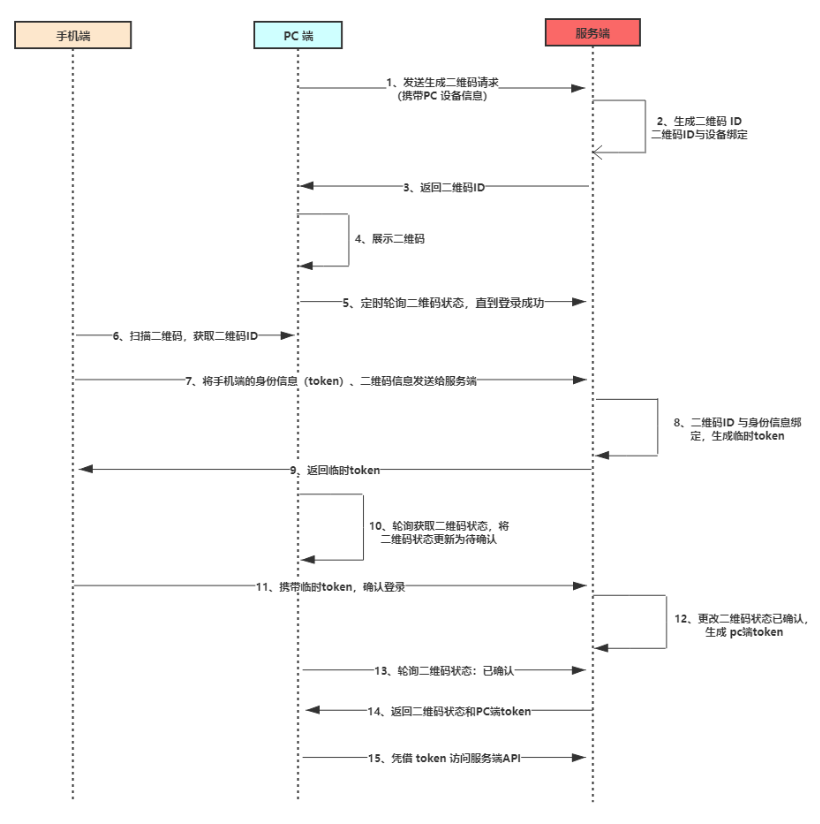 手机端
PC 端
服务端
1、发送生成二维码请求
（携带PC 设备信息）
2、生成二维码 ID
二维码ID与设备绑定
3、返回二维码ID
4、展示二维码
5、定时轮询二维码状态，直到登录成功
6、扫描二维码，获取二维码ID
7、将手机端的身份信息（token）、二维码信息发送给服务端
8、二维码ID 与身份信息绑
定，生成临时token
9、返回临时token
10、轮询获取二维码状态，将
二维码状态更新为待确认
11、携带临时token，确认登录
12、更改二维码状态已确认，
生成 pc端token
13、轮询二维码状态：已确认
14、返回二维码状态和PC端token
15、凭借 token 访问服务端API